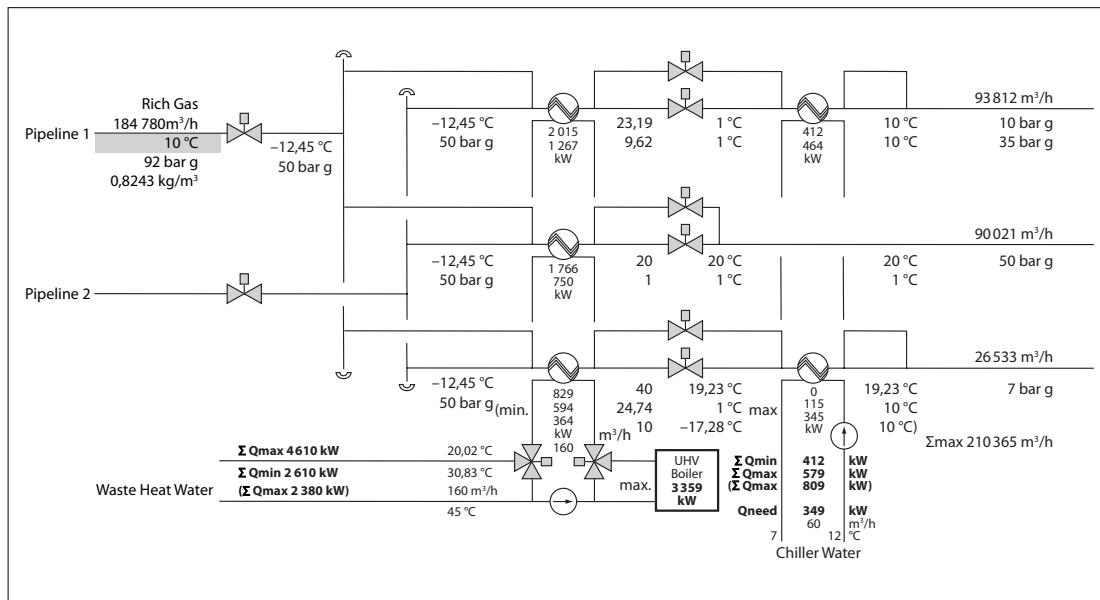 Rich Gas
184 780m³/h
Pipeline 1
10 °C
92 bar g
0,8243 kg/m³
–12,45 °C
50 bar g
–12,45 °C
50 bar g
2 015
1 267
kW
23,19 1 °C
9,62 1 °C
412
464
kW
93 812 m³/h
10 °C 10 bar g
10 °C 35 bar g
Pipeline 2
–12,45 °C
50 bar g
1 766
750
kW
20 20 °C
1 1 °C
90 021 m³/h
20 °C 50 bar g
1 °C
–12,45 °C
50 bar g
(min.
829
594
364
kW
160
m³/h
40 19,23 °C
24,74 1 °C
10 –17,28 °C
max
0
115
345
kW
26 533 m³/h
19,23 °C 7 bar g
10 °C
10 °C)
Σmax 210 365 m³/h
Σ Qmax 4 610 kW 20,02 °C
Σ Qmin 2 610 kW 30,83 °C
Waste Heat Water (Σ Qmax 2 380 kW) 160 m³/h
45 °C
max.
UHV
Boiler
3359
kW
Σ Qmin 412 kW
Σ Qmax 579 kW
(Σ Qmax 809 kW)
Qneed 349 kW
60 m³/h
7 12 °C
Chiller Water